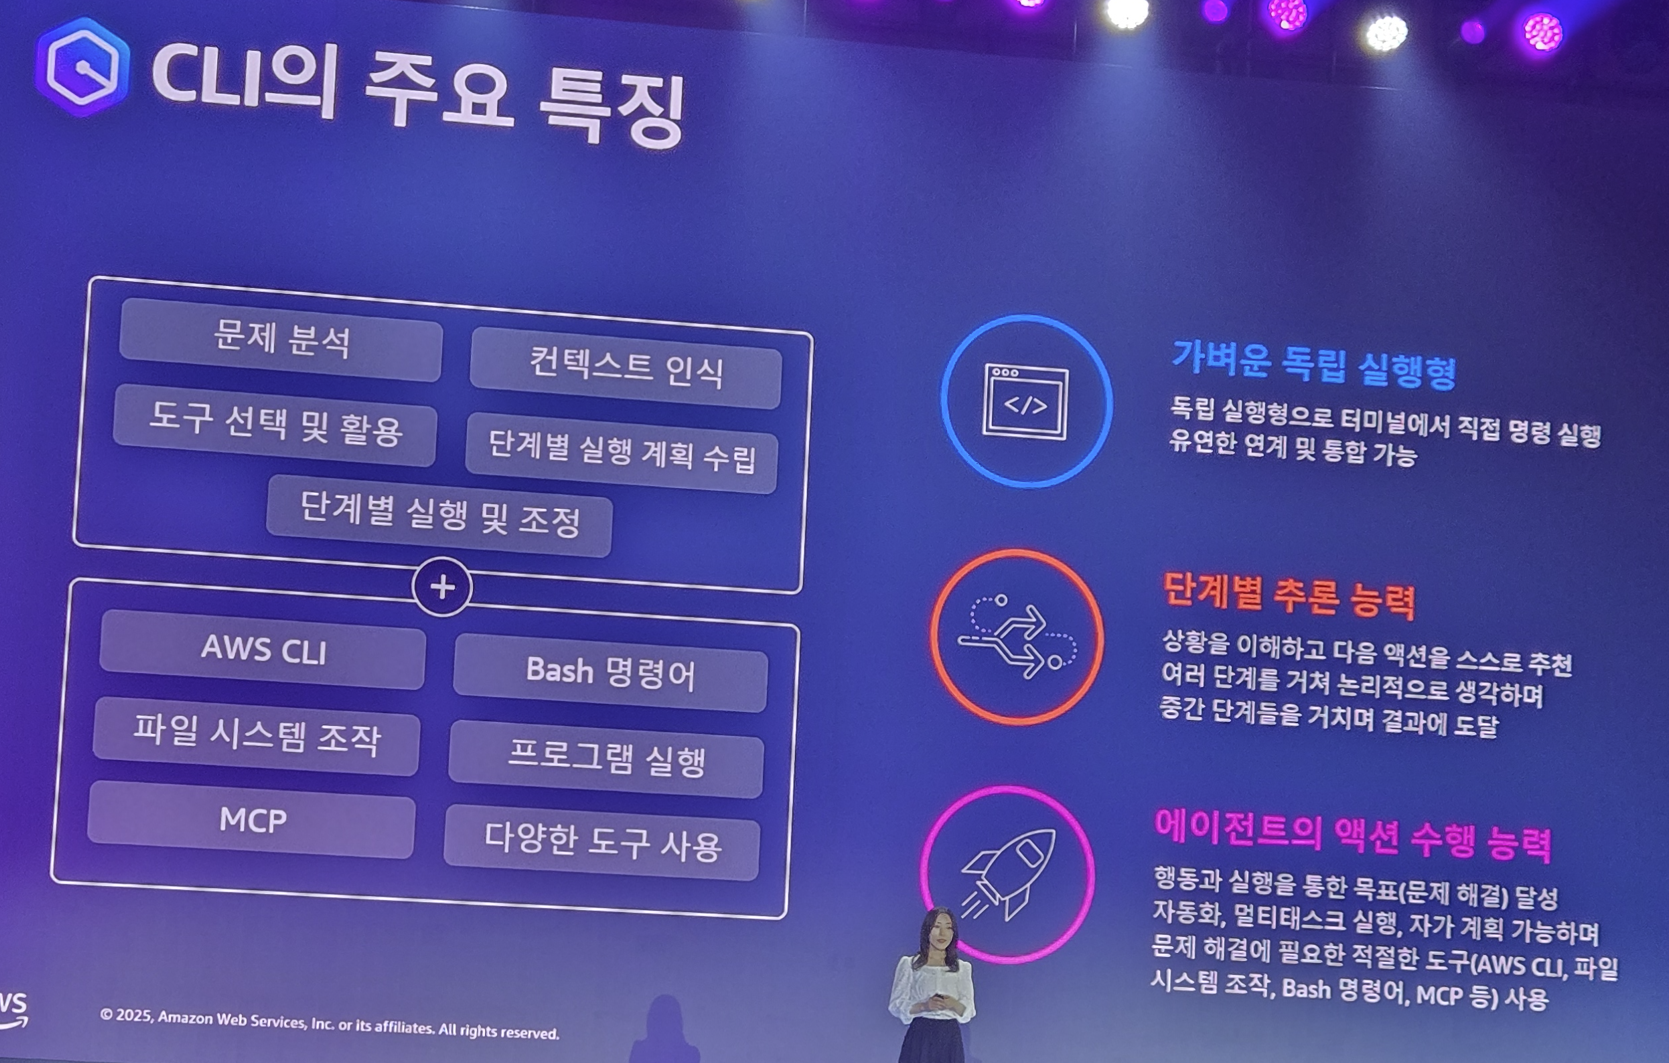 CLI의 주요 특징
문제 분석
컨텍스트 인식
도구 선택 및 활용
단계별 실행 계획 수립
단계별 실행 및 조정
+
AWS CLI
Bash 명령어
파일 시스템 조작
프로그램 실행
MCP
다양한 도구 사용
</>
가벼운 독립 실행형
독립 실행형으로 터미널에서 직접 명령 실행
유연한 연계 및 통합 가능
단계별 추론 능력
상황을 이해하고 다음 액션을 스스로 추천
여러 단계를 거쳐 논리적으로 생각하며
중간 단계들을 거치며 결과에 도달
에이전트의 액션 수행 능력
행동과 실행을 통한 목표(문제 해결) 달성
자동화, 멀티태스크 실행, 자가 계획 가능하며
문제 해결에 필요한 적절한 도구(AWS CLI, 파일
시스템 조작, Bash 명령어, MCP 등) 사용
WS
© 2025, Amazon Web Services, Inc. or its affiliates. All rights reserved.